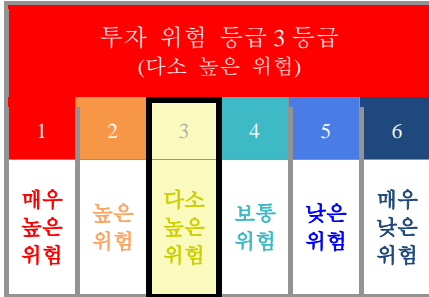 투자 위험 등급 3 등급
(다소 높은 위험)
1 2 3 4 5 6
매우 높은 위험
높은 위험
다소 높은 위험
보통 위험
낮은 위험
매우 낮은 위험